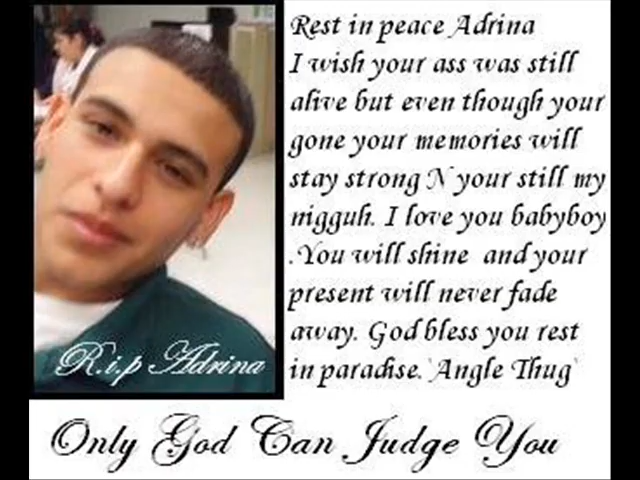 Rest in peace Adrina
I wish your ass was still
alive but even though your
gone your memories will
stay strong N your still my
nigguh. I love you babyboy
.You will shine  and your
present will never fade
away. God bless you rest
in paradise.`Angle Thug`
R.i.p Adrina
Only God Can Judge You